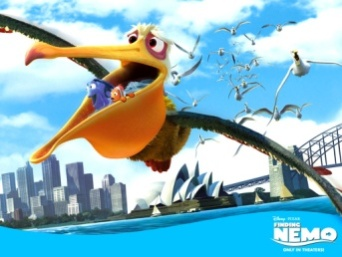 DISNEY · PIXAR
FINDING
NEMO
ONLY IN THEATERS!